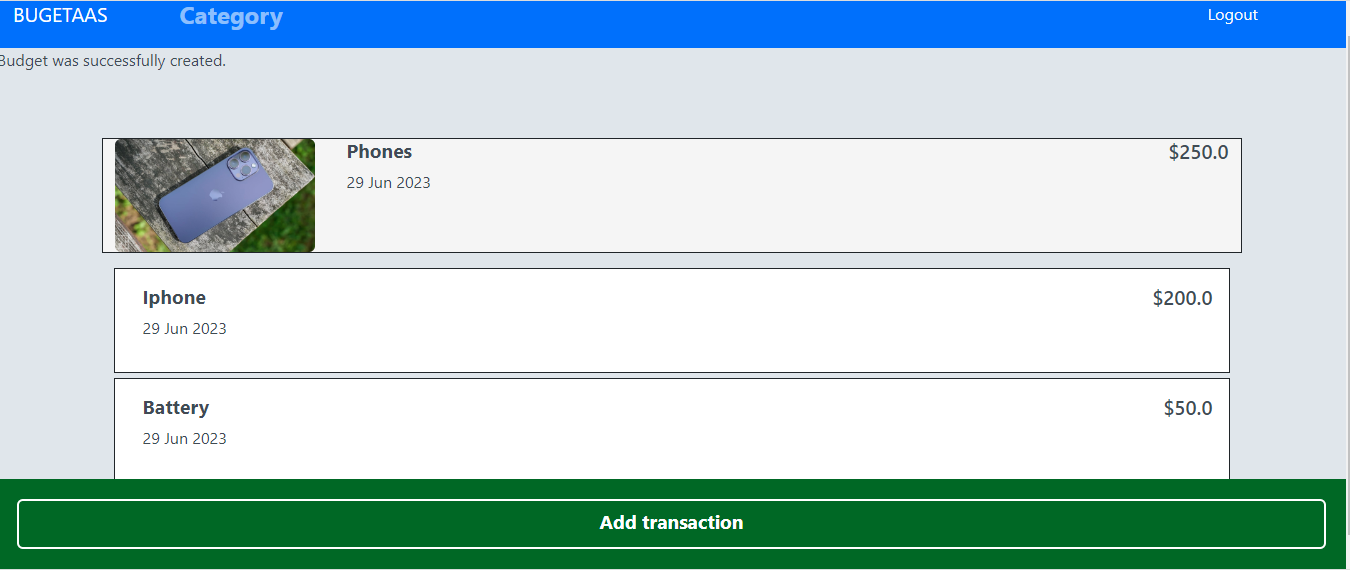 BUGETAAS Category Logout
Budget was successfully created.
Phones $250.0
29 Jun 2023
Iphone $200.0
29 Jun 2023
Battery $50.0
29 Jun 2023
Add transaction